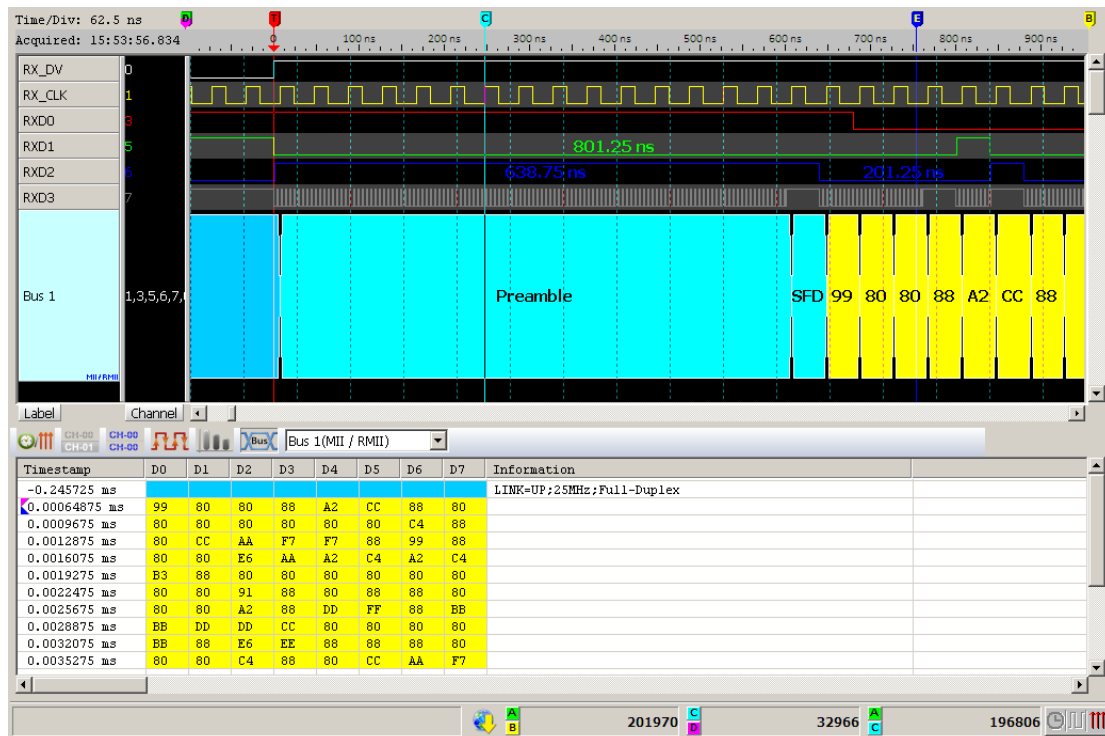 Time/Div: 62.5 ns D T C E B
Acquired: 15:53:56.834 0 100 ns 200 ns 300 ns 400 ns 500 ns 600 ns 700 ns 800 ns 900 ns
RX_DV 0
RX_CLK 1
RXD0 3
RXD1 5 801.25 ns
RXD2 6 638.75 ns 201.25 ns
RXD3 7
Bus 1 1,3,5,6,7, Preamble SFD 99 80 80 88 A2 CC 88
MII/RMII
Label Channel
CH-00 CH-01 CH-00 CH-00 Bus Bus 1(MII / RMII)
Timestamp D0 D1 D2 D3 D4 D5 D6 D7 Information
-0.245725 ms LINK=UP;25MHz;Full-Duplex
0.00064875 ms 99 80 80 88 A2 CC 88 80
0.0009675 ms 80 80 80 80 80 80 C4 88
0.0012875 ms 80 CC AA F7 F7 88 99 88
0.0016075 ms 80 80 E6 AA A2 C4 A2 C4
0.0019275 ms B3 88 80 80 80 80 80 80
0.0022475 ms 80 80 91 88 80 88 88 80
0.0025675 ms 80 80 A2 88 DD FF 88 BB
0.0028875 ms BB DD DD CC 80 80 80 80
0.0032075 ms BB 88 E6 EE 88 88 88 80
0.0035275 ms 80 80 C4 88 80 CC AA F7
A B 201970 C D 32966 A C 196806